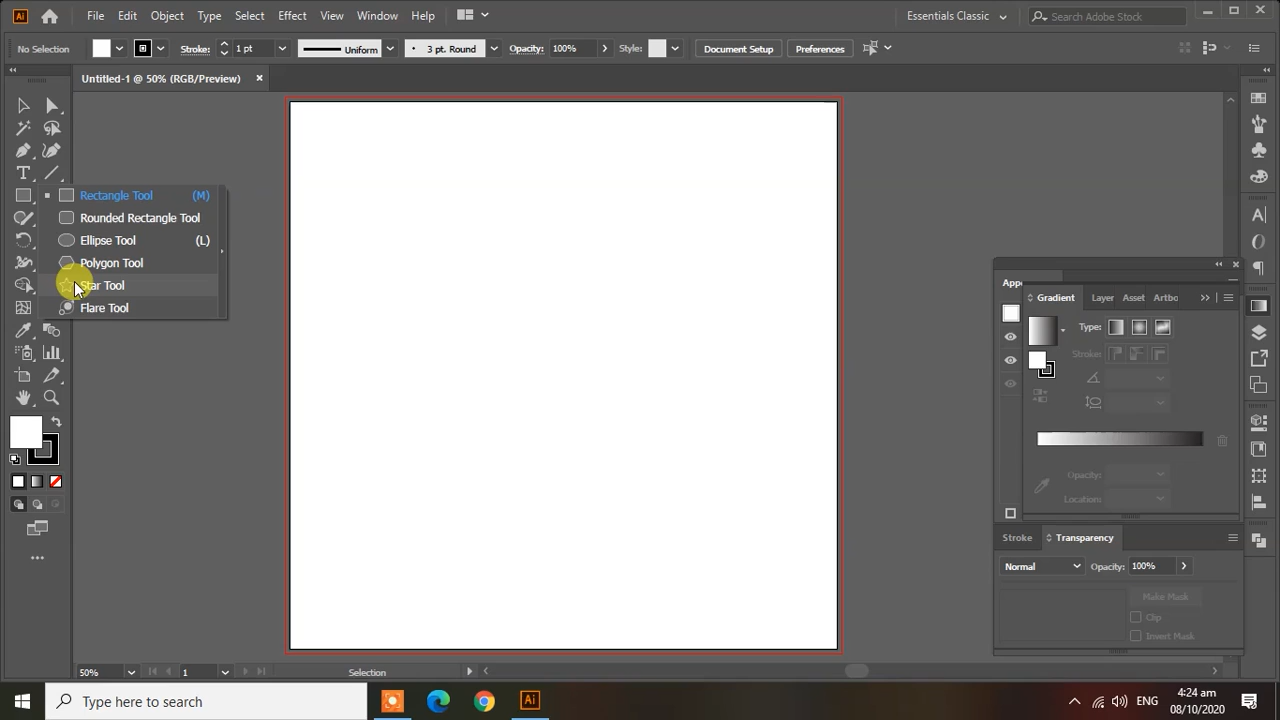 Ai File Edit Object Type Select Effect View Window Help Essentials Classic Search Adobe Stock
No Selection Stroke: 1 pt Uniform 3 pt. Round Opacity: 100% Style: Document Setup Preferences
Untitled-1 @ 50% (RGB/Preview)
Rectangle Tool (M)
Rounded Rectangle Tool
Ellipse Tool (L)
Polygon Tool
Star Tool
Flare Tool
Appe
Gradient Layer Asset Artbo
Type:
Stroke:
Opacity:
Location:
Stroke Transparency
Normal Opacity: 100%
Make Mask
Clip
Invert Mask
50% 1 Selection
Type here to search Ai ENG 4:24 am
08/10/2020